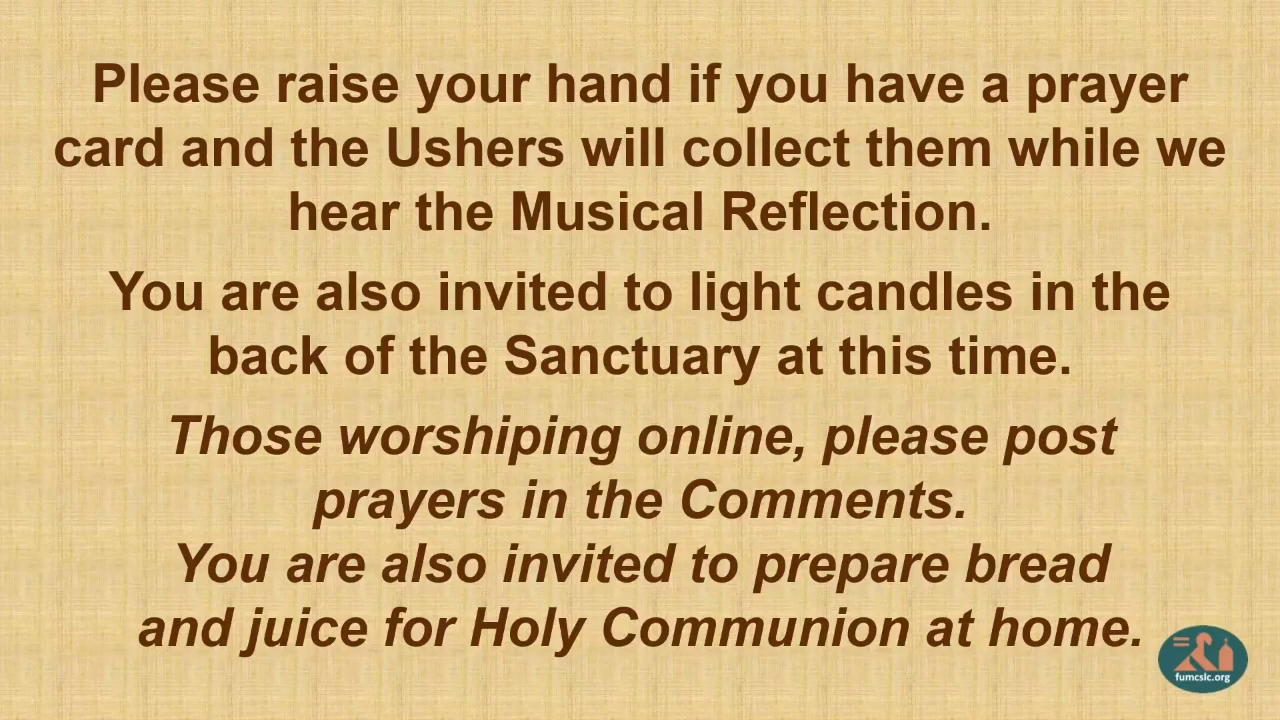 Please raise your hand if you have a prayer
card and the Ushers will collect them while we
hear the Musical Reflection.
You are also invited to light candles in the
back of the Sanctuary at this time.
Those worshiping online, please post
prayers in the Comments.
You are also invited to prepare bread
and juice for Holy Communion at home.
fumcslc.org